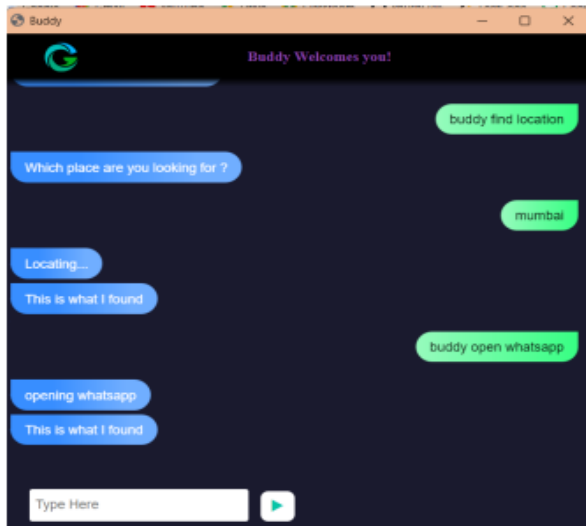 Buddy
Buddy Welcomes you!
buddy find location
Which place are you looking for ?
mumbai
Locating...
This is what I found
buddy open whatsapp
opening whatsapp
This is what I found
Type Here